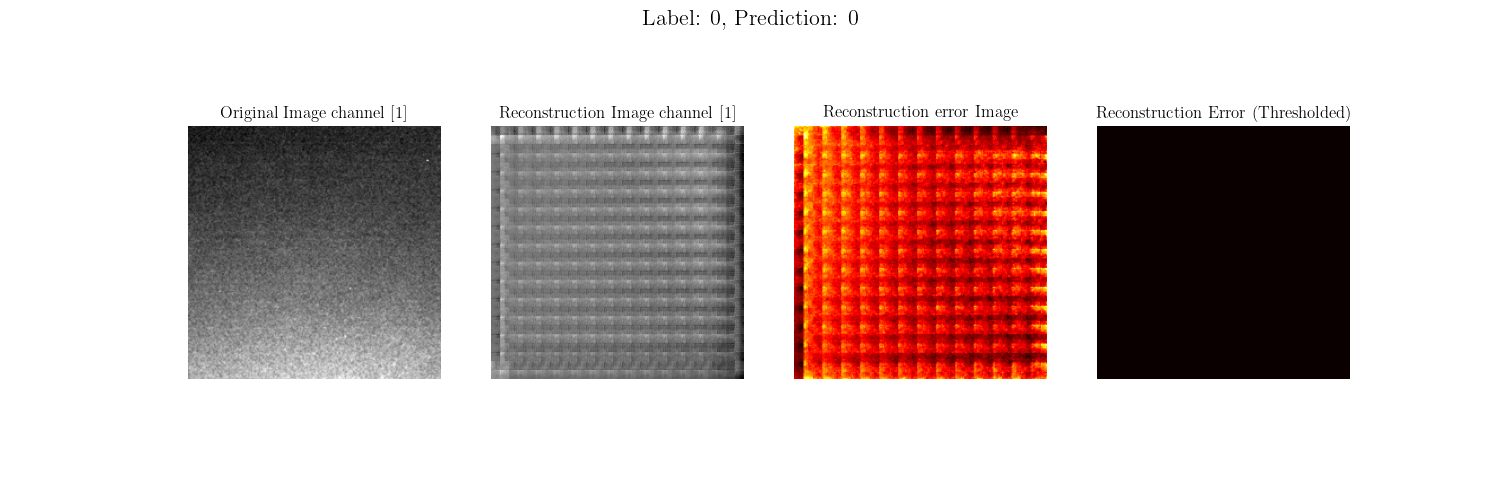 Label: 0, Prediction: 0
Original Image channel [1]
Reconstruction Image channel [1]
Reconstruction error Image
Reconstruction Error (Thresholded)